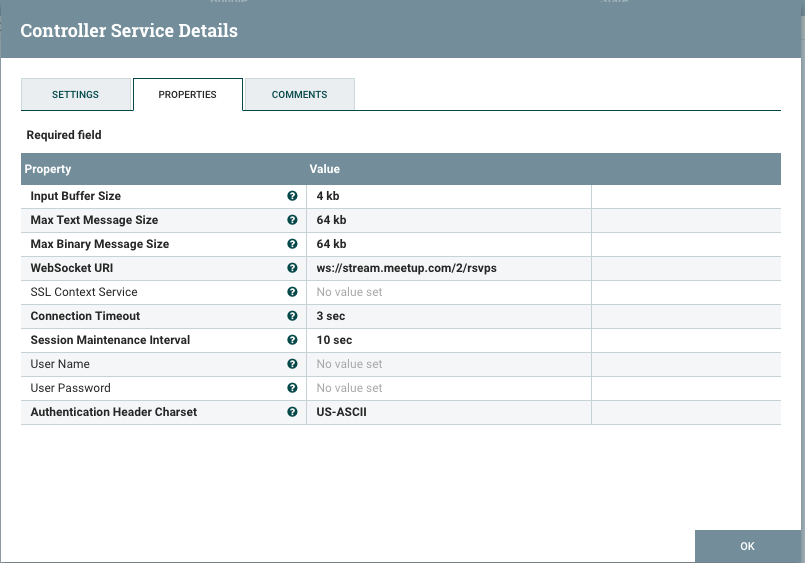 Controller Service Details
SETTINGS PROPERTIES COMMENTS
Required field
Property Value
Input Buffer Size 4 kb
Max Text Message Size 64 kb
Max Binary Message Size 64 kb
WebSocket URI ws://stream.meetup.com/2/rsvps
SSL Context Service No value set
Connection Timeout 3 sec
Session Maintenance Interval 10 sec
User Name No value set
User Password No value set
Authentication Header Charset US-ASCII
OK